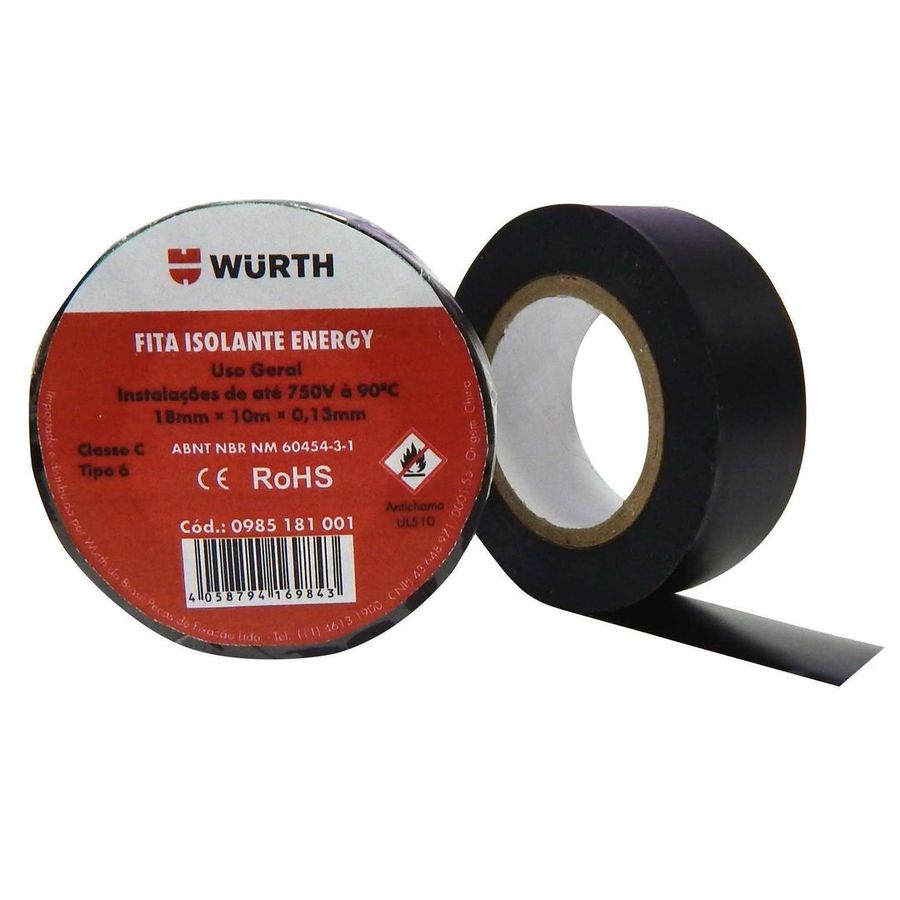 WÜRTH
FITA ISOLANTE ENERGY
Uso Geral
Instalações de até 750V à 90ºC
18mm × 10m × 0,13mm
Classe C
Tipo 6
ABNT NBR NM 60454-3-1
CE RoHS
Antichama
UL510
Cód.: 0985 181 001
4 058794 169843
Importado e distribuído por Wurth do Brasil Peças de Fixação Ltda - Tel. (11) 4613 1900 CNPJ 43.648.971/0001-55 Origem: China